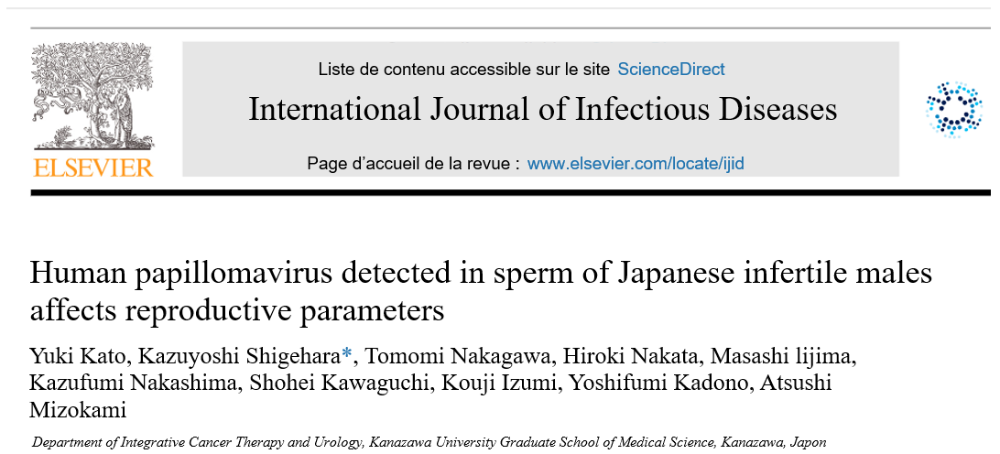 Liste de contenu accessible sur le site ScienceDirect
International Journal of Infectious Diseases
ELSEVIER
Page d’accueil de la revue : www.elsevier.com/locate/ijid
Human papillomavirus detected in sperm of Japanese infertile males
affects reproductive parameters
Yuki Kato, Kazuyoshi Shigehara*, Tomomi Nakagawa, Hiroki Nakata, Masashi lijima,
Kazufumi Nakashima, Shohei Kawaguchi, Kouji Izumi, Yoshifumi Kadono, Atsushi
Mizokami
Department of Integrative Cancer Therapy and Urology, Kanazawa University Graduate School of Medical Science, Kanazawa, Japon